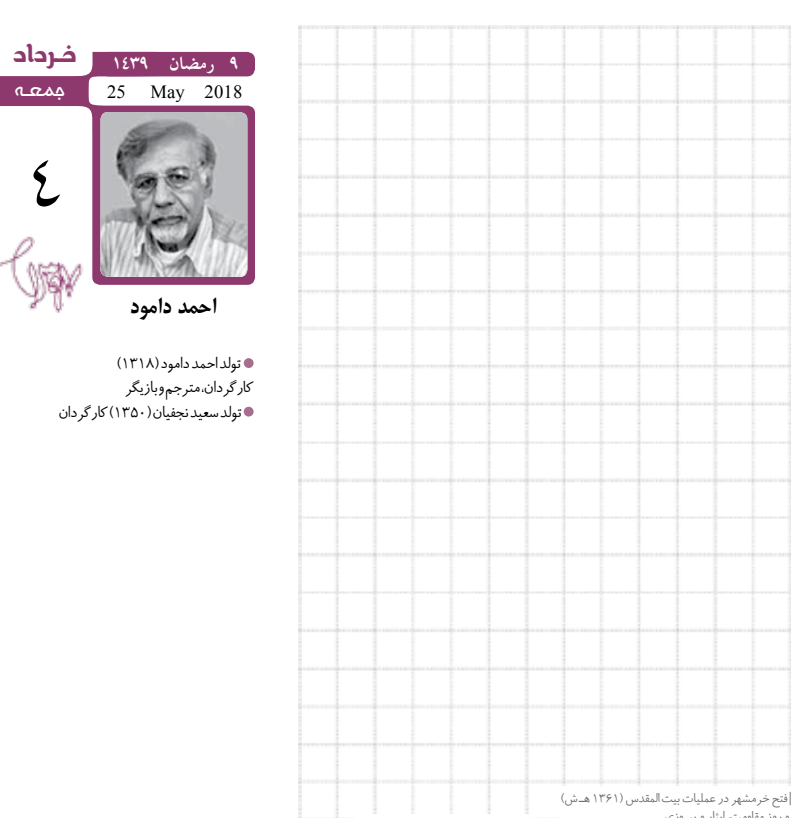 خرداد
۹ رمضان ۱٤۳۹
جمعه
25 May 2018
٤
احمد دامود
تولد احمد دامود (۱۳۱۸)
کارگردان، مترجم و بازیگر
تولد سعید نجفیان (۱۳۵۰) کارگردان
فتح خرمشهر در عملیات بیت‌المقدس (۱۳۶۱ هـ.ش)